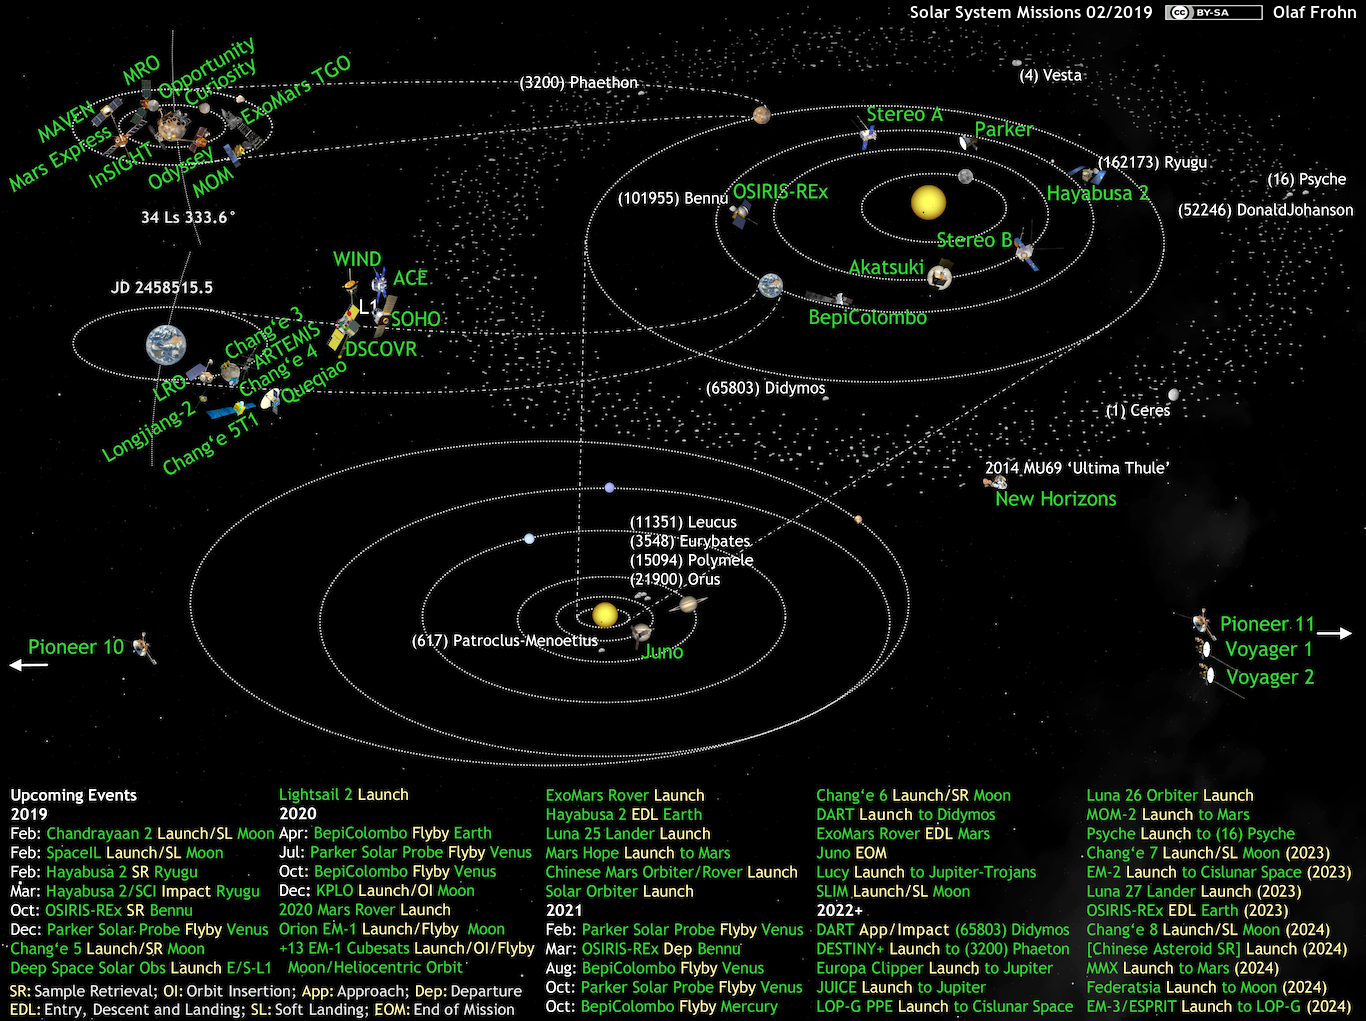 Solar System Missions 02/2019 cc BY-SA Olaf Frohn
MRO
Opportunity
Curiosity
ExoMars TGO
MAVEN
Mars Express
InSIGHT
Odyssey
MOM
34 Ls 333.6°
(3200) Phaethon
(4) Vesta
Stereo A
Parker
(162173) Ryugu
Hayabusa 2
(16) Psyche
(52246) DonaldJohanson
(101955) Bennu
OSIRIS-REx
Stereo B
Akatsuki
BepiColombo
JD 2458515.5
WIND
ACE
L1
SOHO
DSCOVR
Chang‘e 3
ARTEMIS
Chang‘e 4
Queqiao
LRO
Longjiang-2
Chang‘e 5T1
(65803) Didymos
(1) Ceres
2014 MU69 ‘Ultima Thule’
New Horizons
(11351) Leucus
(3548) Eurybates
(15094) Polymele
(21900) Orus
(617) Patroclus-Menoetius
Juno
Pioneer 10
Pioneer 11
Voyager 1
Voyager 2
Upcoming Events
2019
Feb: Chandrayaan 2 Launch/SL Moon
Feb: SpaceIL Launch/SL Moon
Feb: Hayabusa 2 SR Ryugu
Mar: Hayabusa 2/SCI Impact Ryugu
Oct: OSIRIS-REx SR Bennu
Dec: Parker Solar Probe Flyby Venus
Chang‘e 5 Launch/SR Moon
Deep Space Solar Obs Launch E/S-L1
Lightsail 2 Launch
2020
Apr: BepiColombo Flyby Earth
Jul: Parker Solar Probe Flyby Venus
Oct: BepiColombo Flyby Venus
Dec: KPLO Launch/OI Moon
2020 Mars Rover Launch
Orion EM-1 Launch/Flyby Moon
+13 EM-1 Cubesats Launch/OI/Flyby
Moon/Heliocentric Orbit
ExoMars Rover Launch
Hayabusa 2 EDL Earth
Luna 25 Lander Launch
Mars Hope Launch to Mars
Chinese Mars Orbiter/Rover Launch
Solar Orbiter Launch
2021
Feb: Parker Solar Probe Flyby Venus
Mar: OSIRIS-REx Dep Bennu
Aug: BepiColombo Flyby Venus
Oct: Parker Solar Probe Flyby Venus
Oct: BepiColombo Flyby Mercury
Chang‘e 6 Launch/SR Moon
DART Launch to Didymos
ExoMars Rover EDL Mars
Juno EOM
Lucy Launch to Jupiter-Trojans
SLIM Launch/SL Moon
2022+
DART App/Impact (65803) Didymos
DESTINY+ Launch to (3200) Phaeton
Europa Clipper Launch to Jupiter
JUICE Launch to Jupiter
LOP-G PPE Launch to Cislunar Space
Luna 26 Orbiter Launch
MOM-2 Launch to Mars
Psyche Launch to (16) Psyche
Chang‘e 7 Launch/SL Moon (2023)
EM-2 Launch to Cislunar Space (2023)
Luna 27 Lander Launch (2023)
OSIRIS-REx EDL Earth (2023)
Chang‘e 8 Launch/SL Moon (2024)
[Chinese Asteroid SR] Launch (2024)
MMX Launch to Mars (2024)
Federatsia Launch to Moon (2024)
EM-3/ESPRIT Launch to LOP-G (2024)
SR: Sample Retrieval; OI: Orbit Insertion; App: Approach; Dep: Departure
EDL: Entry, Descent and Landing; SL: Soft Landing; EOM: End of Mission